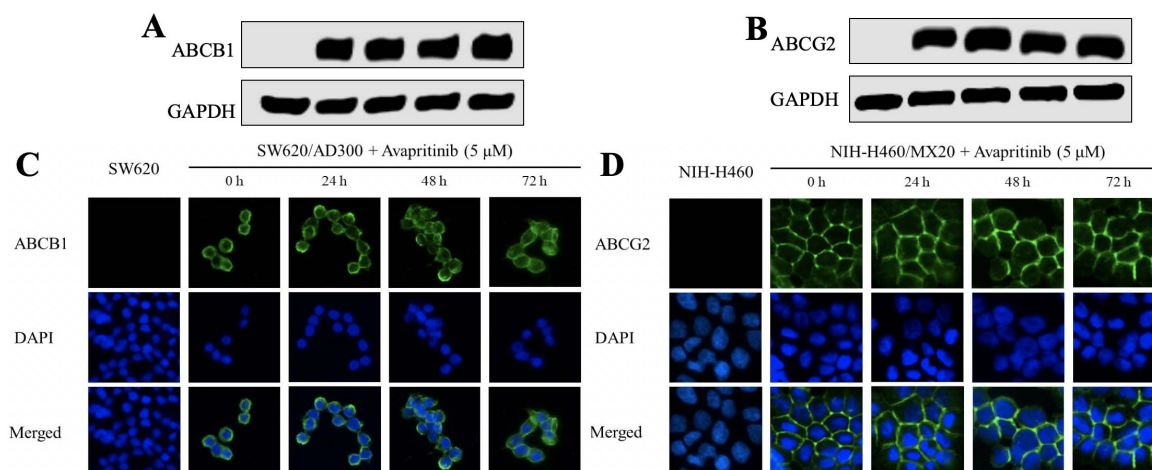 A
ABCB1
GAPDH
B
ABCG2
GAPDH
C
SW620
SW620/AD300 + Avapritinib (5 μM)
0 h
24 h
48 h
72 h
ABCB1
DAPI
Merged
D
NIH-H460
NIH-H460/MX20 + Avapritinib (5 μM)
0 h
24 h
48 h
72 h
ABCG2
DAPI
Merged